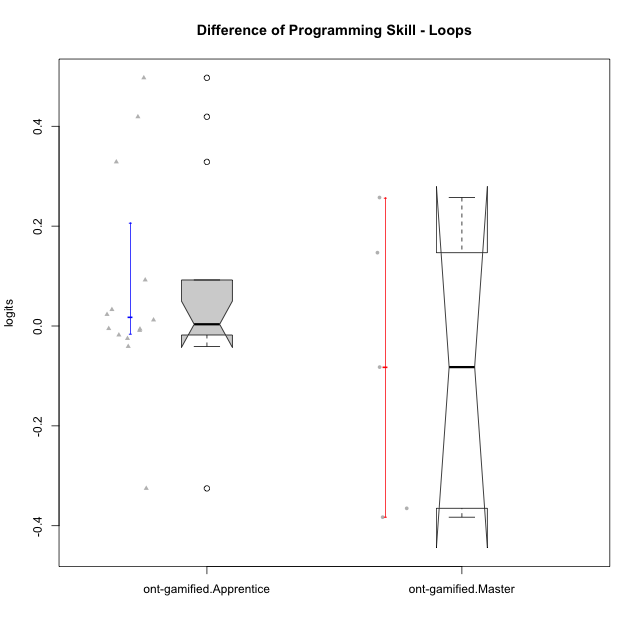 Difference of Programming Skill - Loops
logits
0.4
0.2
0.0
-0.2
-0.4
ont-gamified.Apprentice
ont-gamified.Master